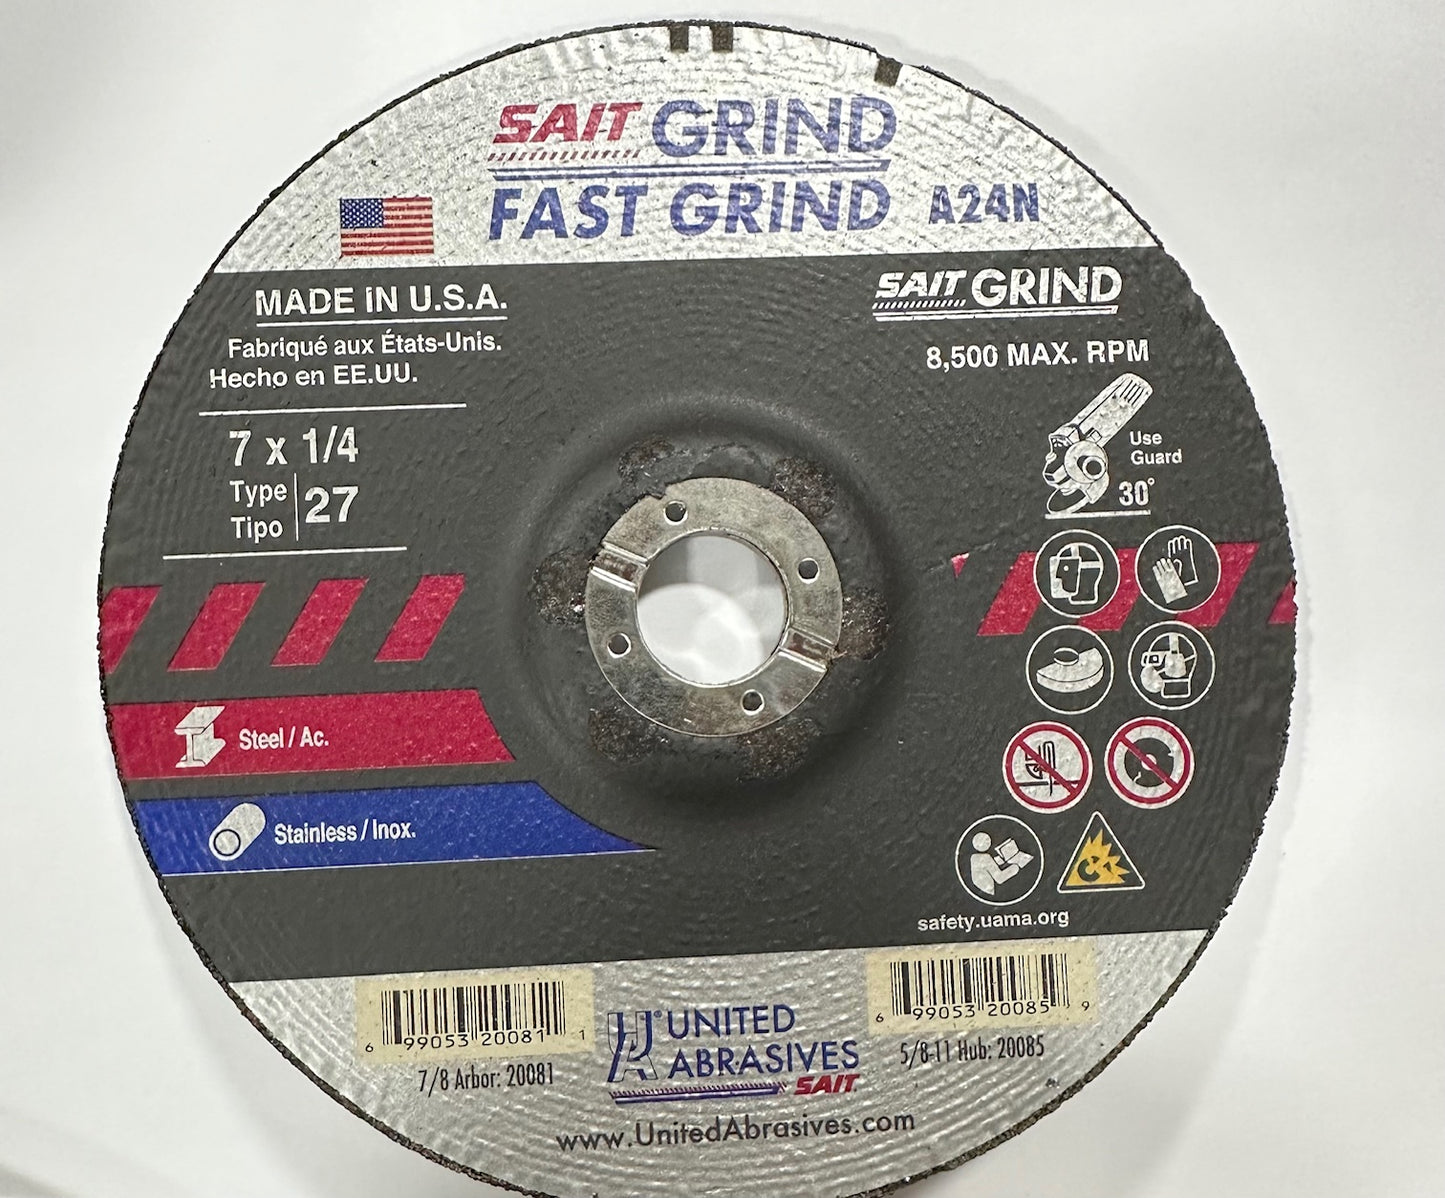 SAIT GRIND
FAST GRIND A24N
MADE IN U.S.A.
Fabriqué aux États-Unis.
Hecho en EE.UU.
7 x 1/4
Type
Tipo
27
Steel / Ac.
Stainless / Inox.
SAIT GRIND
8,500 MAX. RPM
Use
Guard
30°
safety.uama.org
6 99053 20081 1
7/8 Arbor: 20081
UNITED
ABRASIVES
SAIT
6 99053 20085 9
5/8-11 Hub: 20085
www.UnitedAbrasives.com